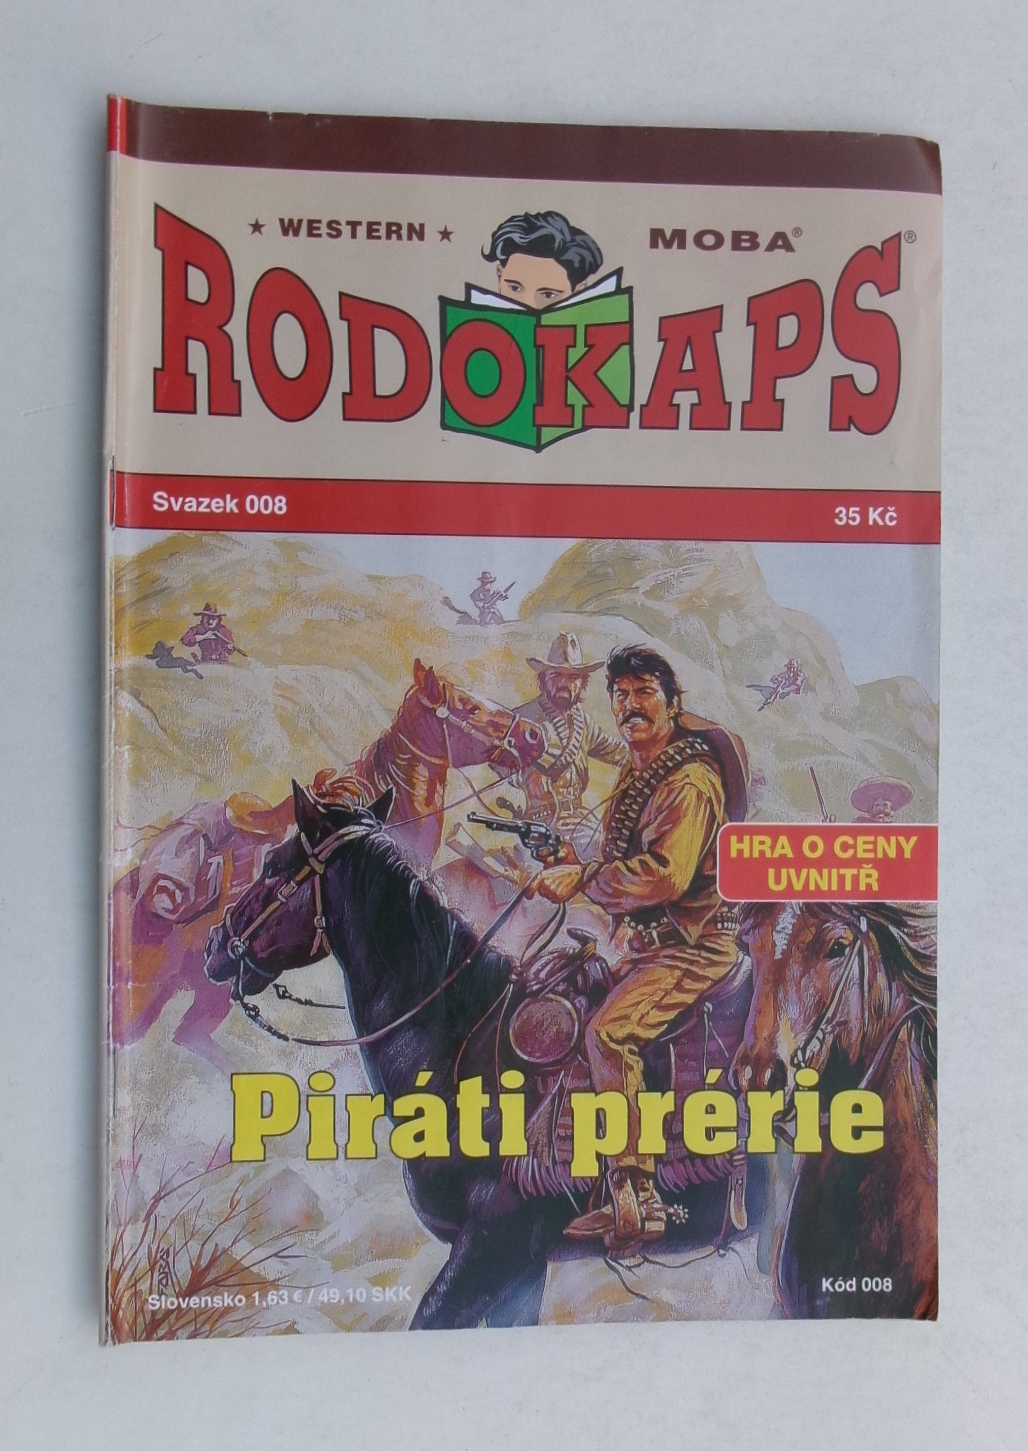 ★ WESTERN ★
MOBA®
RODOKAPS®
Svazek 008
35 Kč
HRA O CENY
UVNITŘ
Piráti prérie
Kód 008
Slovensko 1,63 € / 49,10 SKK